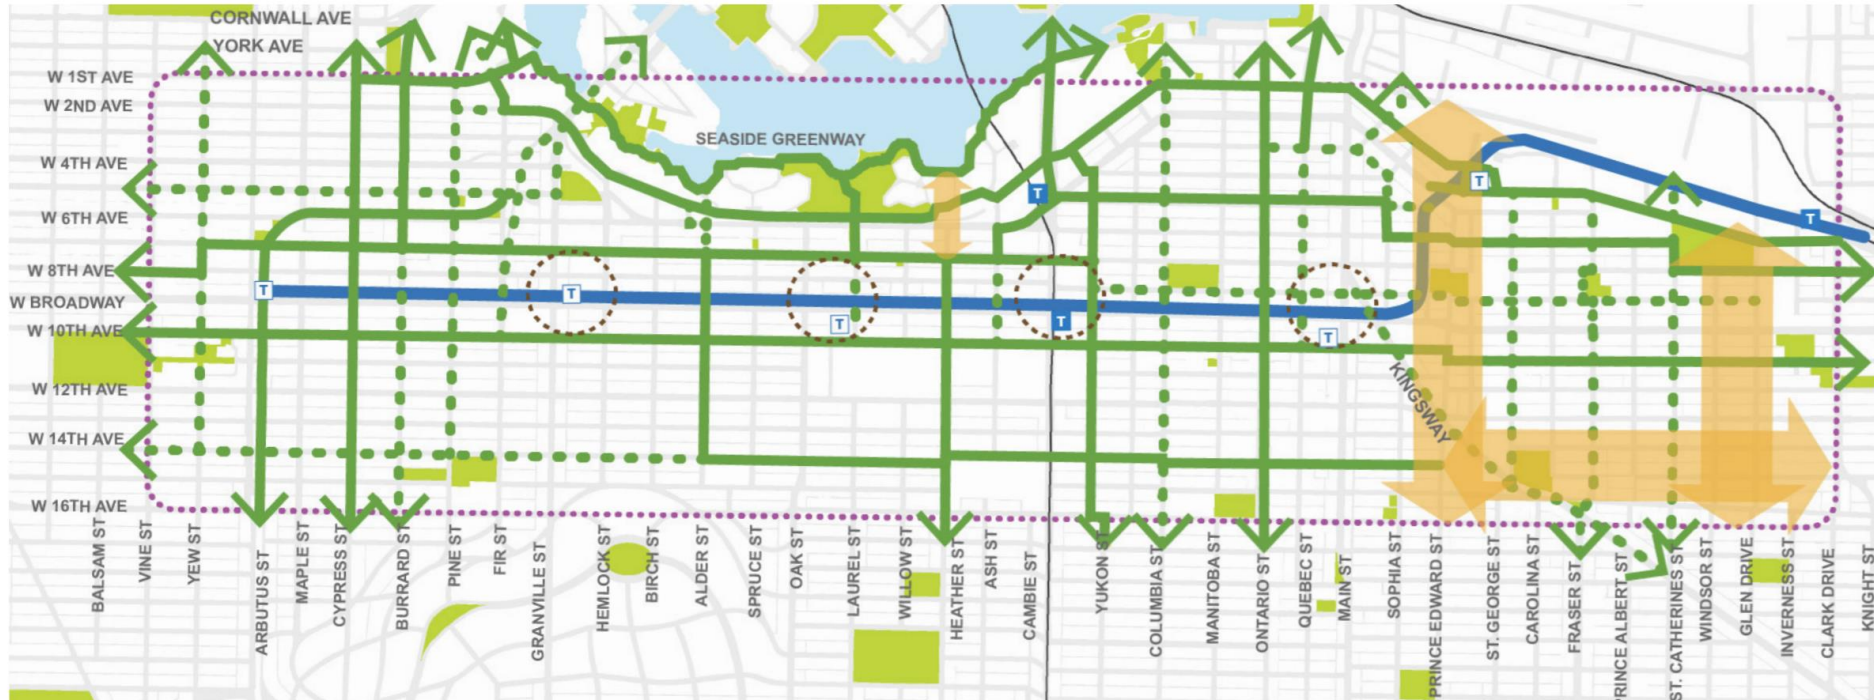 CORNWALL AVE
YORK AVE
W 1ST AVE
W 2ND AVE
W 4TH AVE
W 6TH AVE
W 8TH AVE
W BROADWAY
W 10TH AVE
W 12TH AVE
W 14TH AVE
W 16TH AVE
SEASIDE GREENWAY
KINGSWAY
T
T
T
T
T
T
T
T
BALSAM ST
VINE ST
YEW ST
ARBUTUS ST
MAPLE ST
CYPRESS ST
BURRARD ST
PINE ST
FIR ST
GRANVILLE ST
HEMLOCK ST
BIRCH ST
ALDER ST
SPRUCE ST
OAK ST
LAUREL ST
WILLOW ST
HEATHER ST
ASH ST
CAMBIE ST
YUKON ST
COLUMBIA ST
MANITOBA ST
ONTARIO ST
QUEBEC ST
MAIN ST
SOPHIA ST
PRINCE EDWARD ST
ST. GEORGE ST
CAROLINA ST
FRASER ST
PRINCE ALBERT ST
ST. CATHERINES ST
WINDSOR ST
GLEN DRIVE
INVERNESS ST
CLARK DRIVE
KNIGHT ST